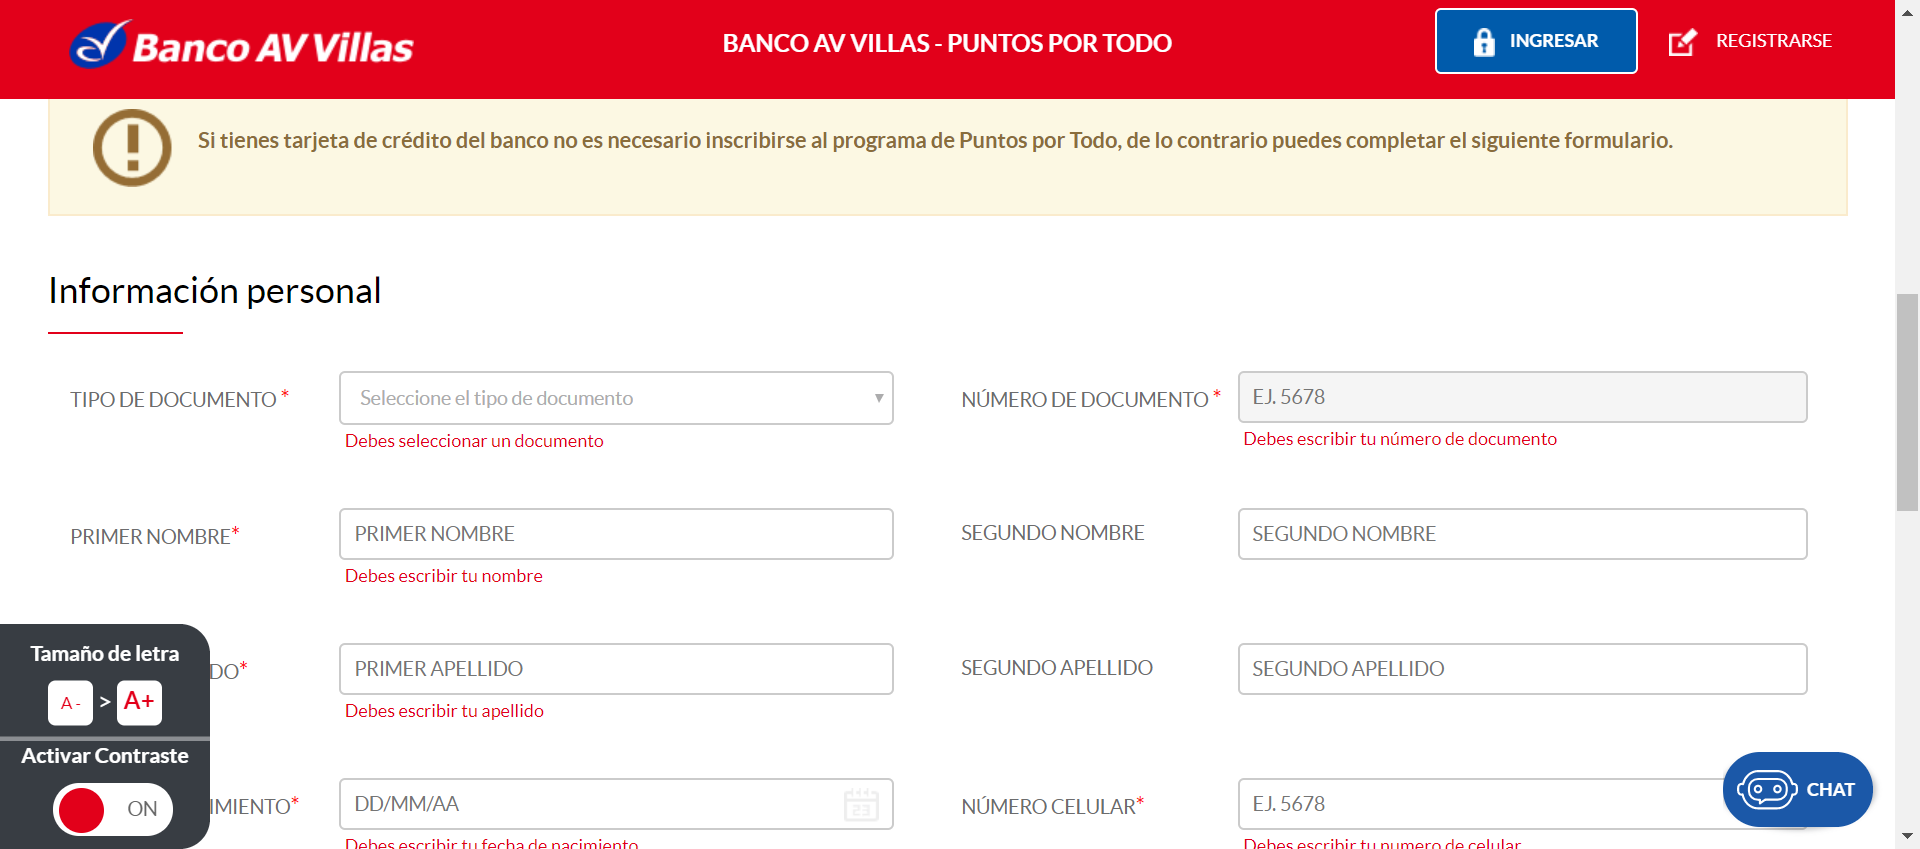 Banco AV Villas
BANCO AV VILLAS - PUNTOS POR TODO
INGRESAR
REGISTRARSE
Si tienes tarjeta de crédito del banco no es necesario inscribirse al programa de Puntos por Todo, de lo contrario puedes completar el siguiente formulario.
Información personal
TIPO DE DOCUMENTO *
Seleccione el tipo de documento
Debes seleccionar un documento
NÚMERO DE DOCUMENTO *
EJ. 5678
Debes escribir tu número de documento
PRIMER NOMBRE*
PRIMER NOMBRE
Debes escribir tu nombre
SEGUNDO NOMBRE
SEGUNDO NOMBRE
DO*
PRIMER APELLIDO
Debes escribir tu apellido
SEGUNDO APELLIDO
SEGUNDO APELLIDO
IMIENTO*
DD/MM/AA
23
Debes escribir tu fecha de nacimiento
NÚMERO CELULAR*
EJ. 5678
Debes escribir tu numero de celular
Tamaño de letra
A - > A+
Activar Contraste
ON
CHAT